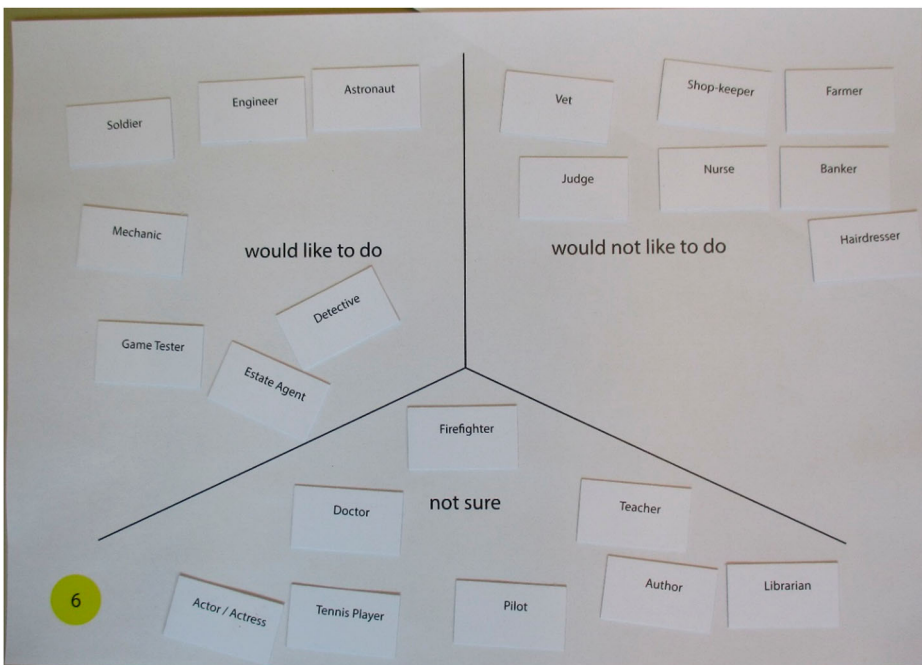 Soldier
Engineer
Astronaut
Mechanic
would like to do
Detective
Game Tester
Estate Agent
Vet
Shop-keeper
Farmer
Judge
Nurse
Banker
Hairdresser
would not like to do
Firefighter
Doctor
not sure
Teacher
Actor / Actress
Tennis Player
Pilot
Author
Librarian
6